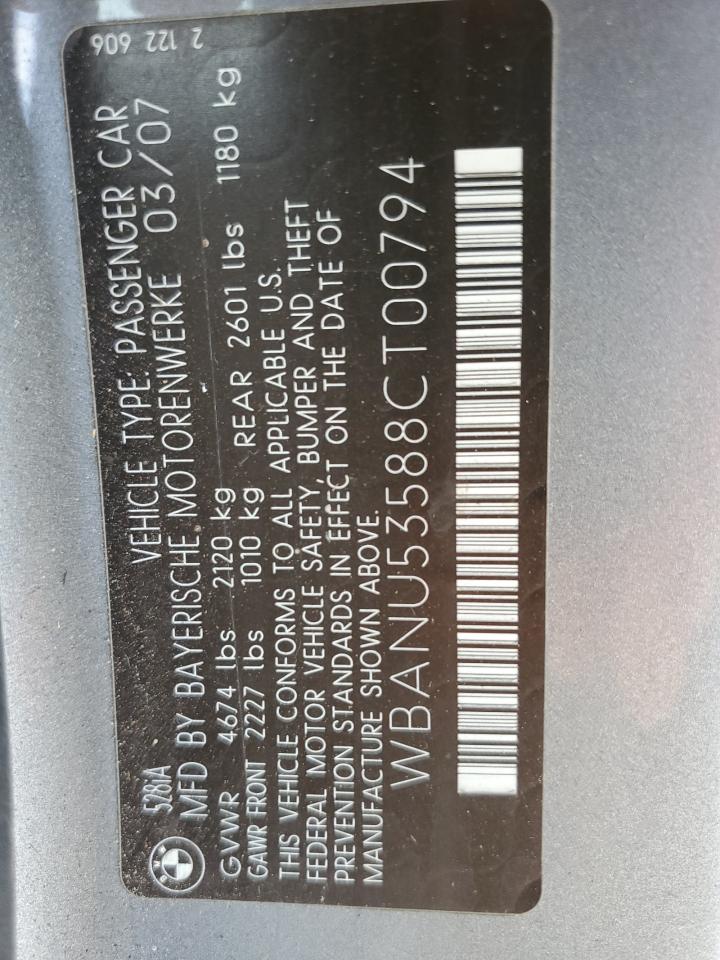 528iA
VEHICLE TYPE: PASSENGER CAR
MFD BY BAYERISCHE MOTORENWERKE 03/07
GVWR 4674 lbs 2120 kg
GAWR FRONT 2227 lbs 1010 kg REAR 2601 lbs 1180 kg
THIS VEHICLE CONFORMS TO ALL APPLICABLE U.S.
FEDERAL MOTOR VEHICLE SAFETY, BUMPER AND THEFT
PREVENTION STANDARDS IN EFFECT ON THE DATE OF
MANUFACTURE SHOWN ABOVE.
WBANU53588CT00794
2 122 606
BMW